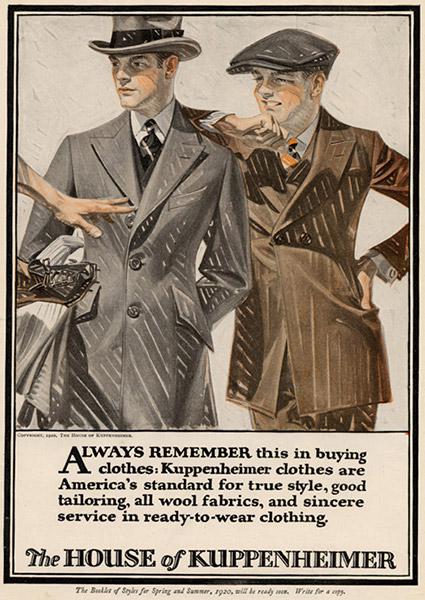 COPYRIGHT, 1920, THE HOUSE OF KUPPENHEIMER.
ALWAYS REMEMBER this in buying
clothes: Kuppenheimer clothes are
America's standard for true style, good
tailoring, all wool fabrics, and sincere
service in ready-to-wear clothing.
The HOUSE of KUPPENHEIMER
The Booklet of Styles for Spring and Summer, 1920, will be ready soon. Write for a copy.